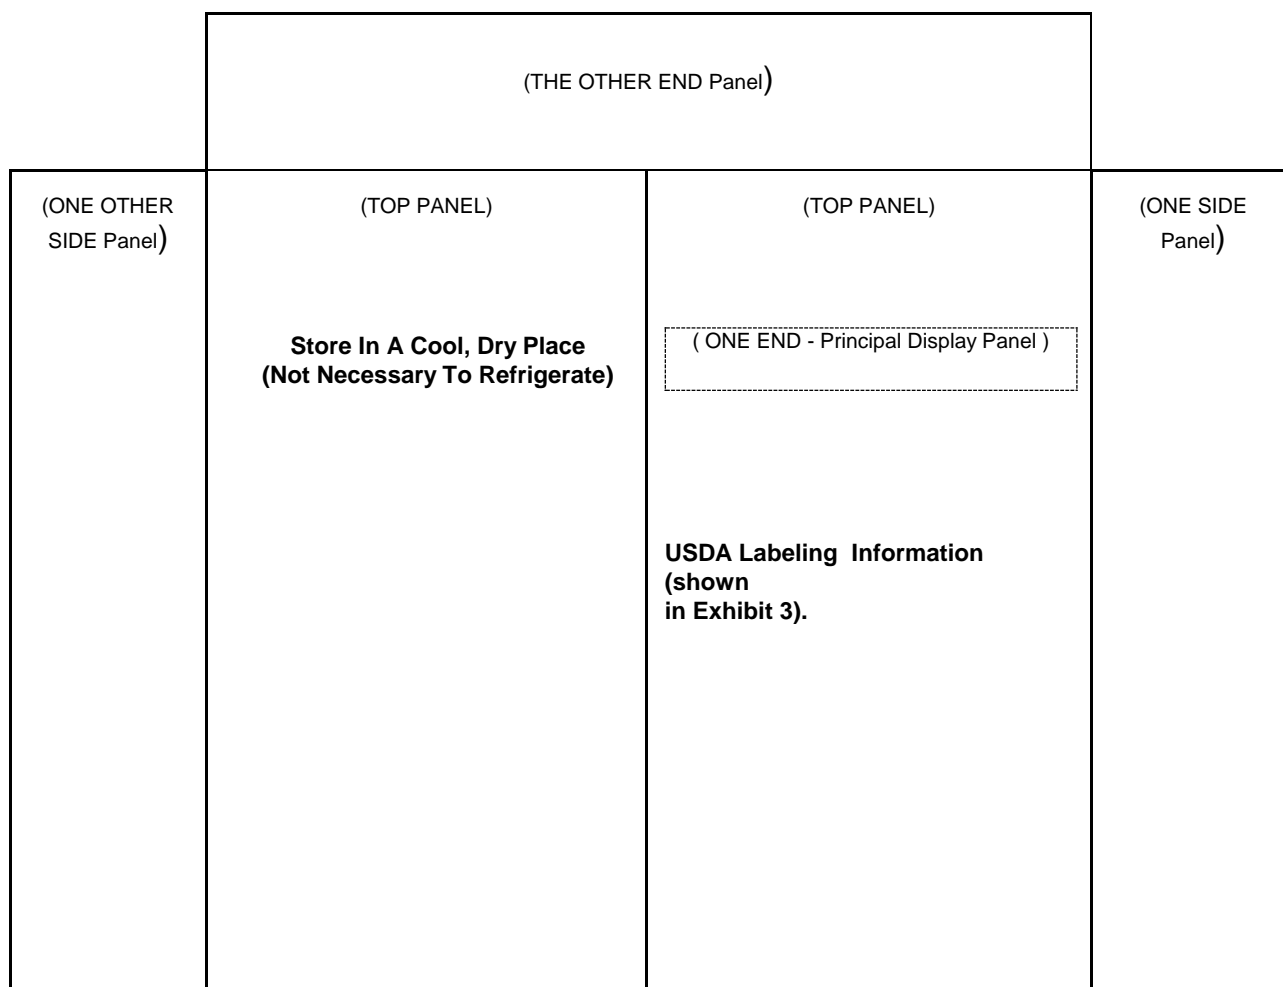 (THE OTHER END Panel)
(ONE OTHER
SIDE Panel)
(TOP PANEL)
Store In A Cool, Dry Place
(Not Necessary To Refrigerate)
(TOP PANEL)
( ONE END - Principal Display Panel )
USDA Labeling  Information
(shown
in Exhibit 3).
(ONE SIDE
Panel)